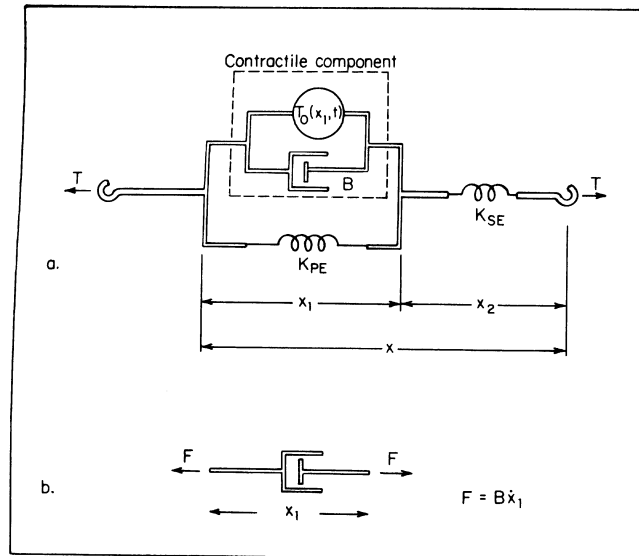 Contractile component
T₀(x₁,t)
B
T
T
K_SE
K_PE
a.
x₁
x₂
x
F
F
b.
x₁
F = Bẋ₁